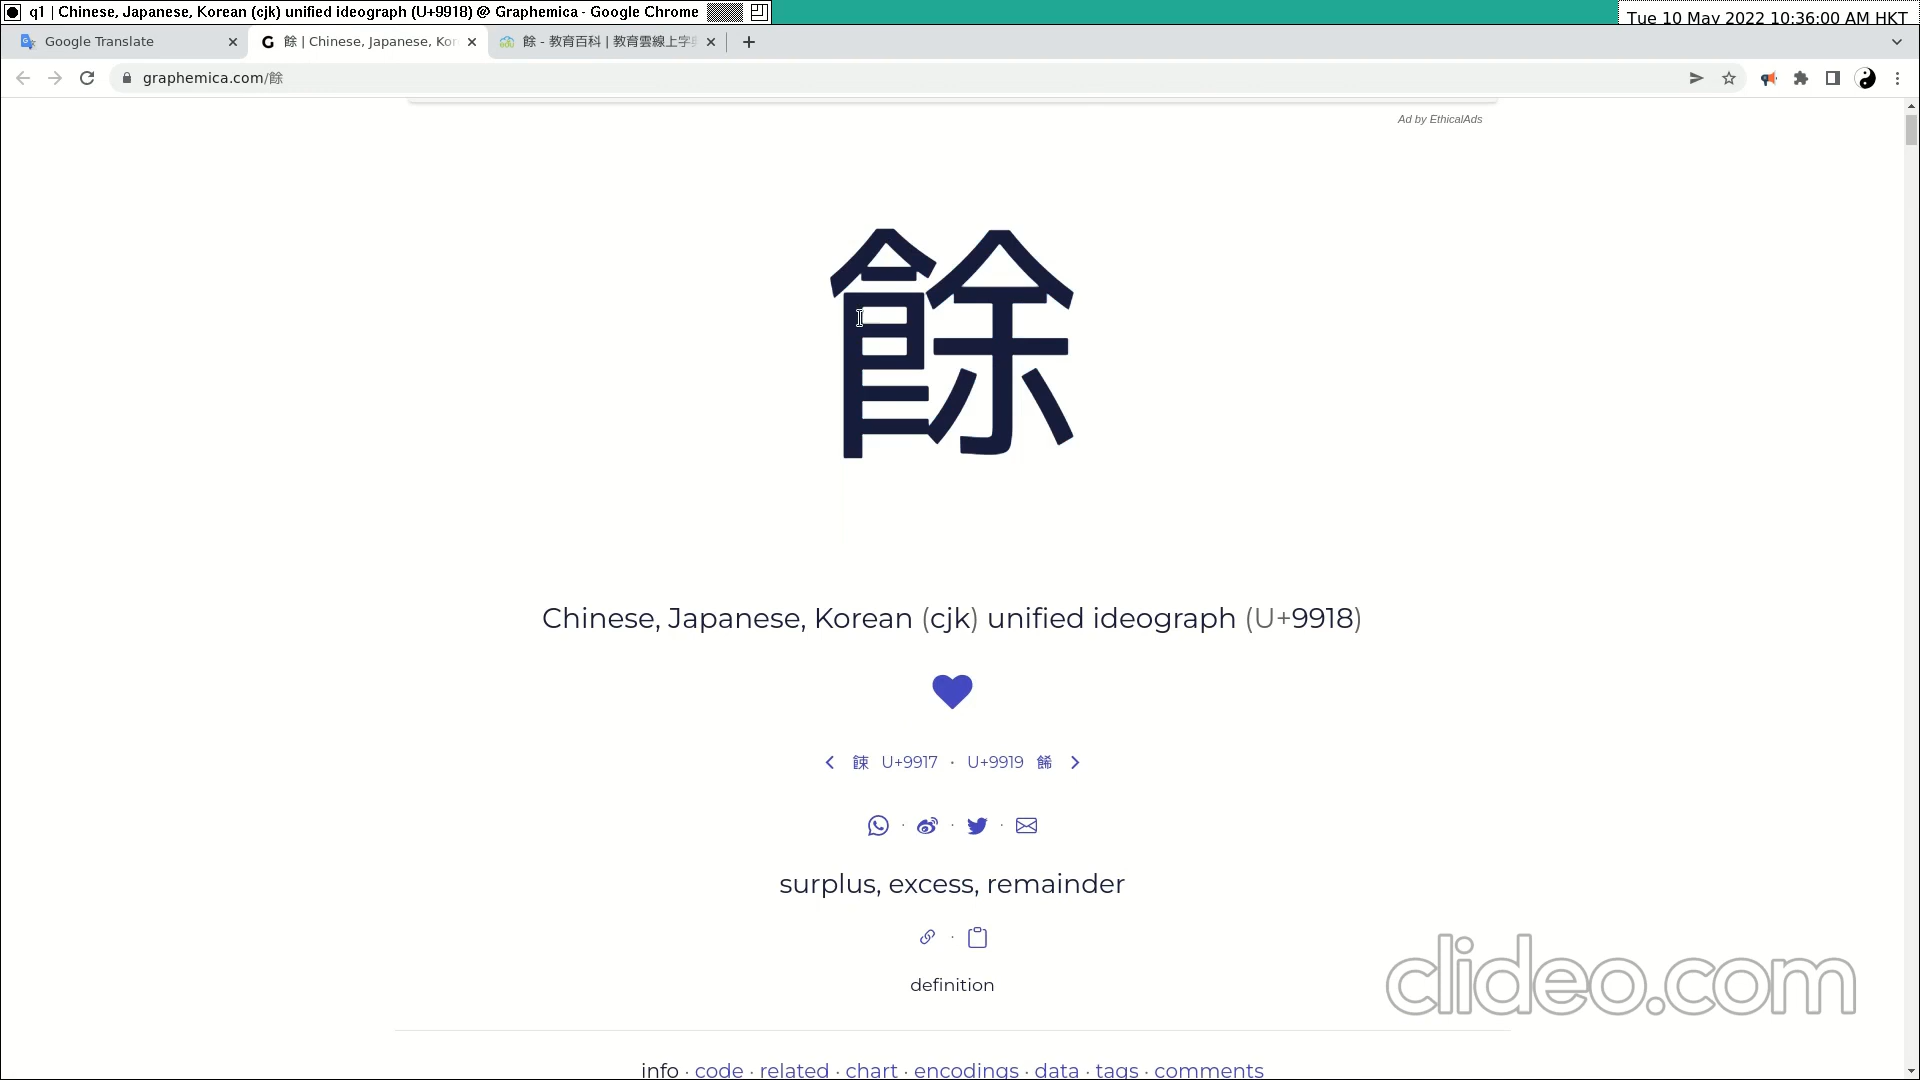 q1 | Chinese, Japanese, Korean (cjk) unified ideograph (U+9918) @ Graphemica - Google Chrome
Tue 10 May 2022 10:36:00 AM HKT
Google Translate
餘 | Chinese, Japanese, Kor
餘 - 教育百科 | 教育雲線上字
graphemica.com/餘
Ad by EthicalAds
餘
Chinese, Japanese, Korean (cjk) unified ideograph (U+9918)
餗 U+9917 · U+9919 餙
surplus, excess, remainder
definition
info · code · related · chart · encodings · data · tags · comments
clideo.com